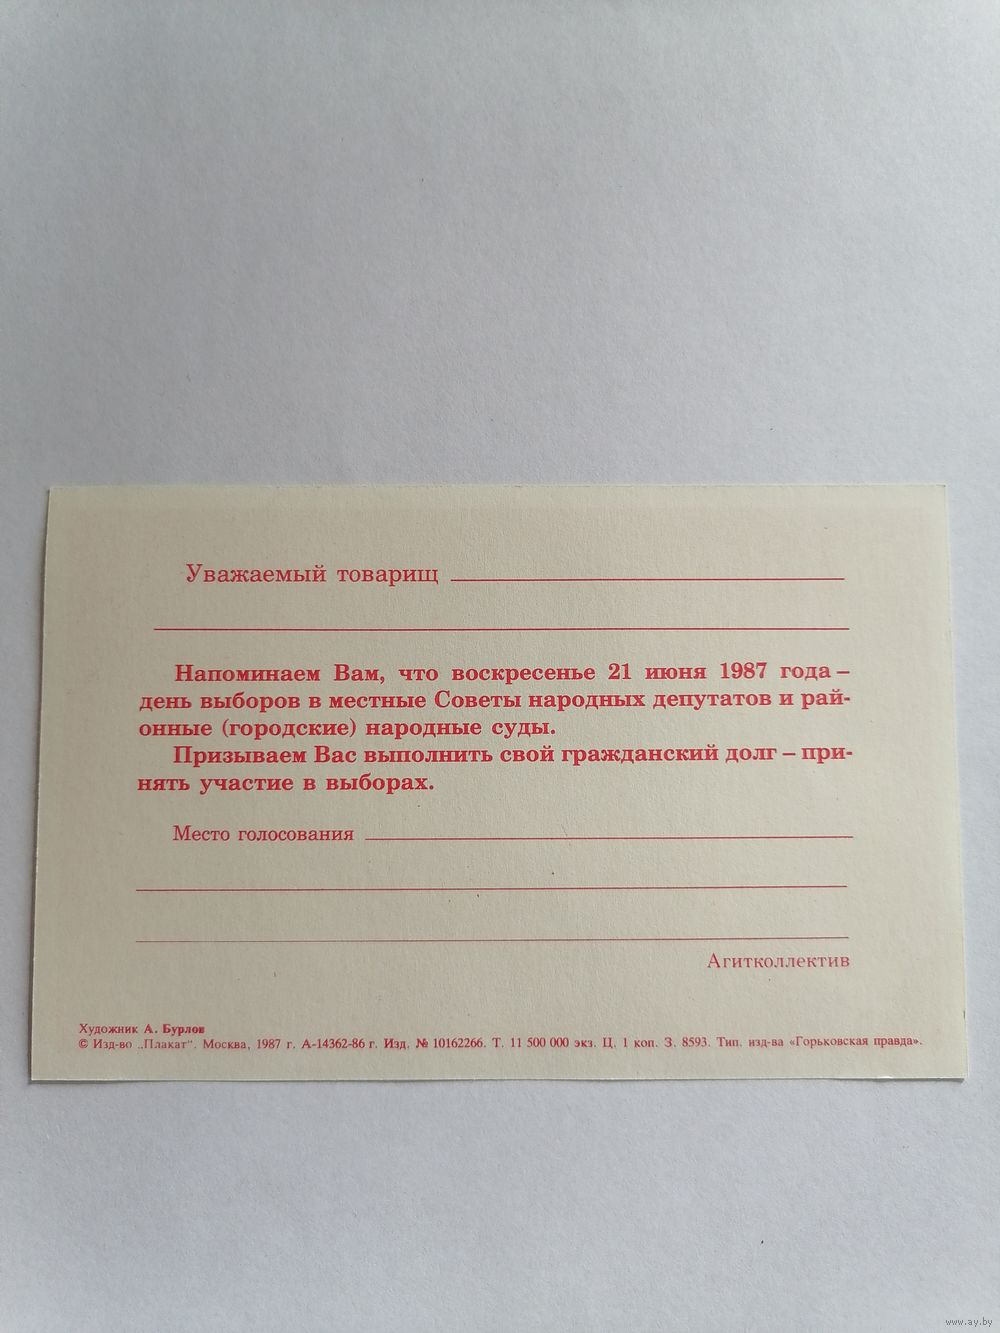 Уважаемый товарищ
Напоминаем Вам, что воскресенье 21 июня 1987 года –
день выборов в местные Советы народных депутатов и рай-
онные (городские) народные суды.
Призываем Вас выполнить свой гражданский долг – при-
нять участие в выборах.
Место голосования
Агитколлектив
Художник А. Бурлов
© Изд-во „Плакат“. Москва, 1987 г. А-14362-86 г. Изд. № 10162266. Т. 11 500 000 экз. Ц. 1 коп. З. 8593. Тип. изд-ва «Горьковская правда».
www.ay.by